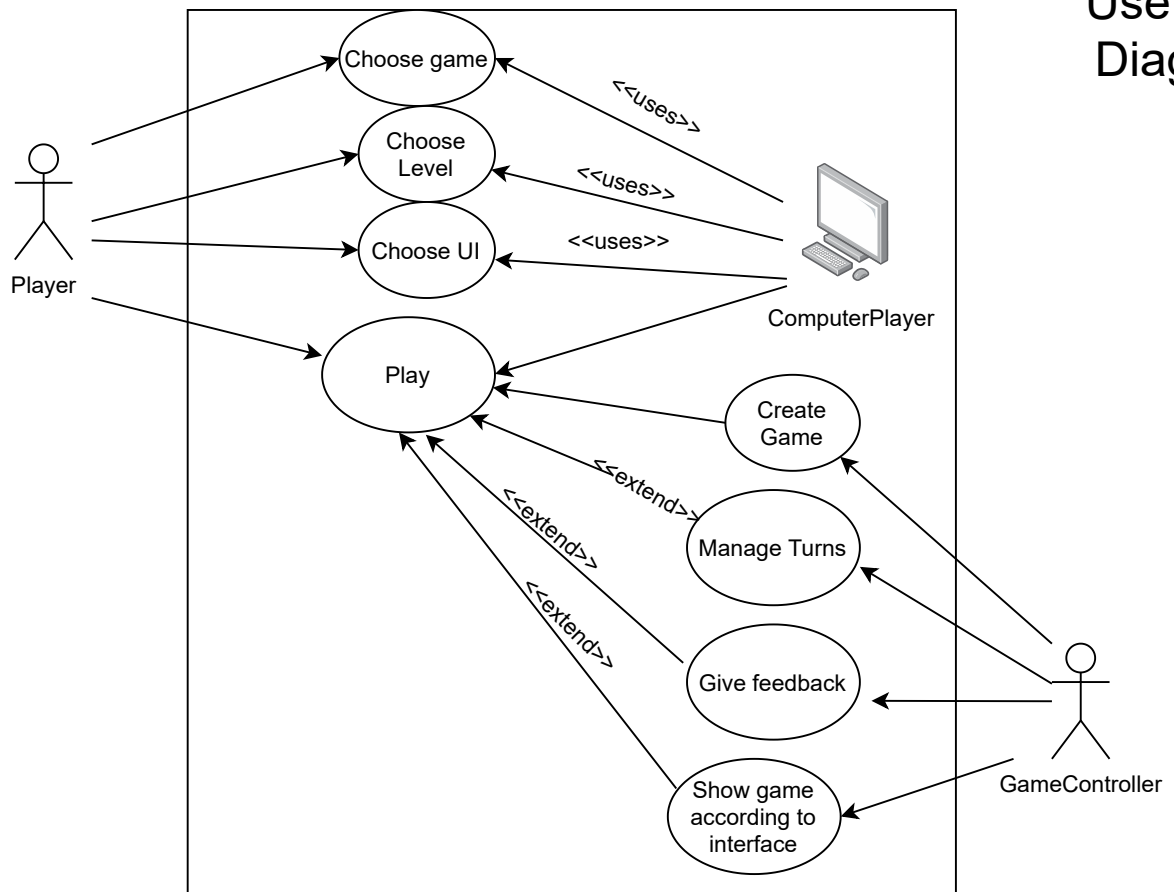 Use
Diag
Choose game
<<uses>>
Choose
Level
<<uses>>
Choose UI
<<uses>>
Player
ComputerPlayer
Play
Create
Game
<<extend>>
<<extend>>
Manage Turns
<<extend>>
Give feedback
Show game
according to
interface
GameController